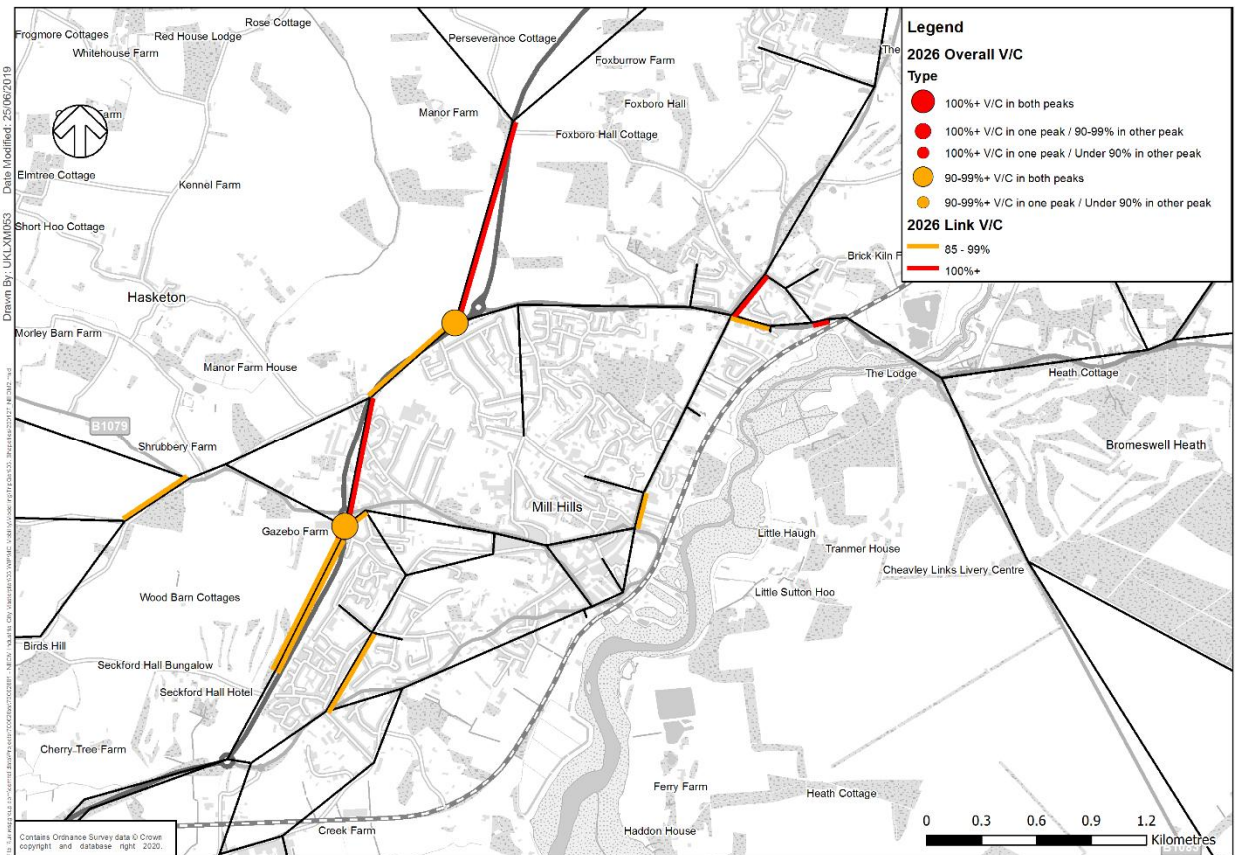 Rose Cottage
Frogmore Cottages
Red House Lodge
Perseverance Cottage
Whitehouse Farm
Foxburrow Farm
The
Foxboro Hall
Manor Farm
Farm
Foxboro Hall Cottage
Elmtree Cottage
Kennel Farm
Short Hoo Cottage
Brick Kiln F
Hasketon
Morley Barn Farm
Manor Farm House
The Lodge
Heath Cottage
B1079
Shrubbery Farm
Bromeswell Heath
Mill Hills
Gazebo Farm
Little Haugh
Tranmer House
Cheavley Links Livery Centre
Wood Barn Cottages
Little Sutton Hoo
Birds Hill
Seckford Hall Bungalow
Seckford Hall Hotel
Cherry Tree Farm
Ferry Farm
Heath Cottage
Creek Farm
Haddon House
B1083
Legend
2026 Overall V/C
Type
100%+ V/C in both peaks
100%+ V/C in one peak / 90-99% in other peak
100%+ V/C in one peak / Under 90% in other peak
90-99%+ V/C in both peaks
90-99%+ V/C in one peak / Under 90% in other peak
2026 Link V/C
85 - 99%
100%+
0 0.3 0.6 0.9 1.2
Kilometres
Contains Ordnance Survey data © Crown
copyright and database right 2020.
Drawn By: UKLXM053 Date Modified: 25/06/2019